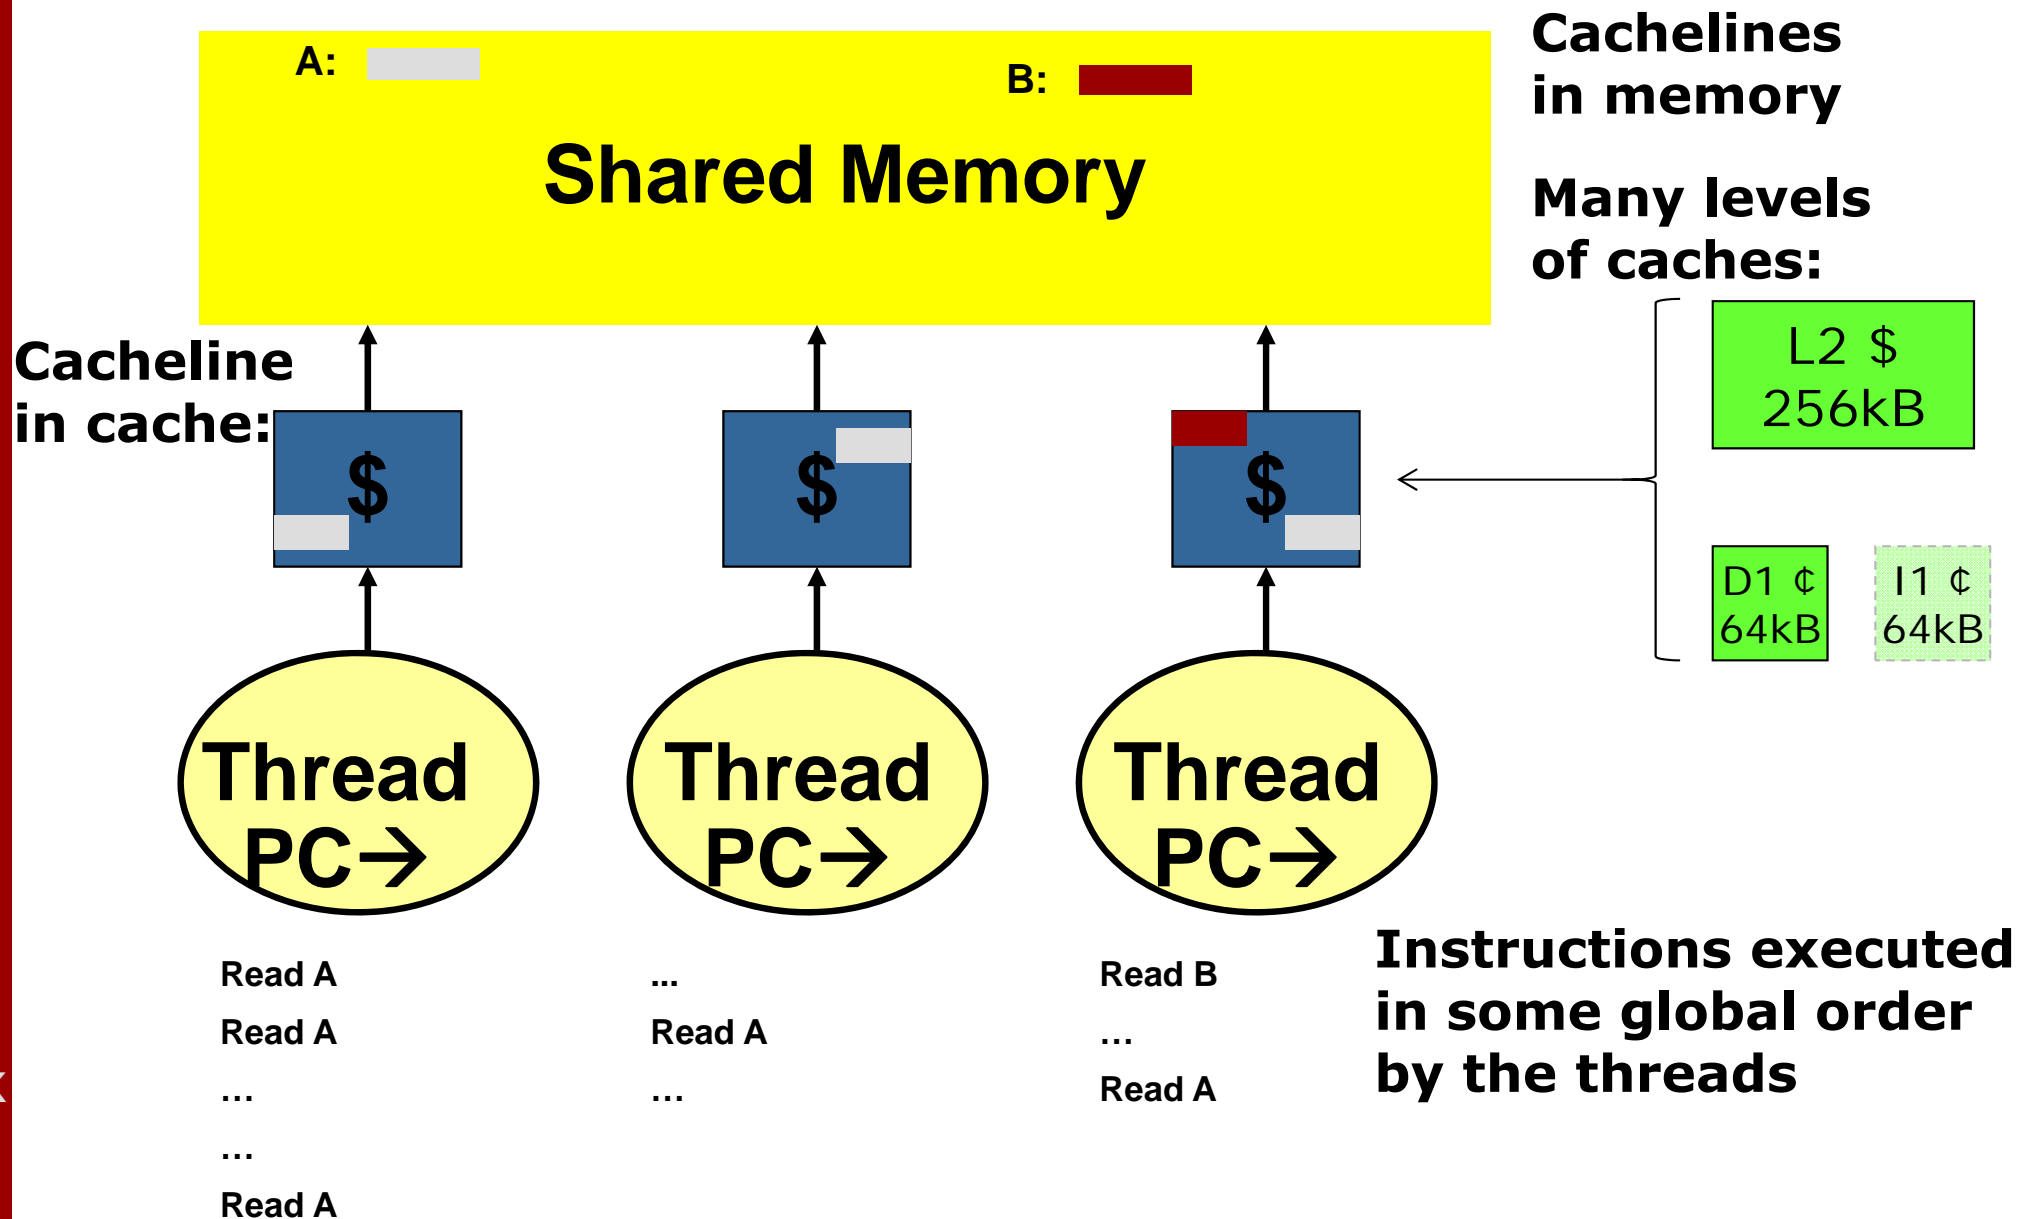 A:
B:
Shared Memory
Cachelines
in memory
Many levels
of caches:
L2 $
256kB
D1 ¢
64kB
I1 ¢
64kB
Cacheline
in cache:
$
$
$
Thread
PC→
Thread
PC→
Thread
PC→
Read A
Read A
...
...
Read A
...
Read A
...
Read B
...
Read A
Instructions executed
in some global order
by the threads